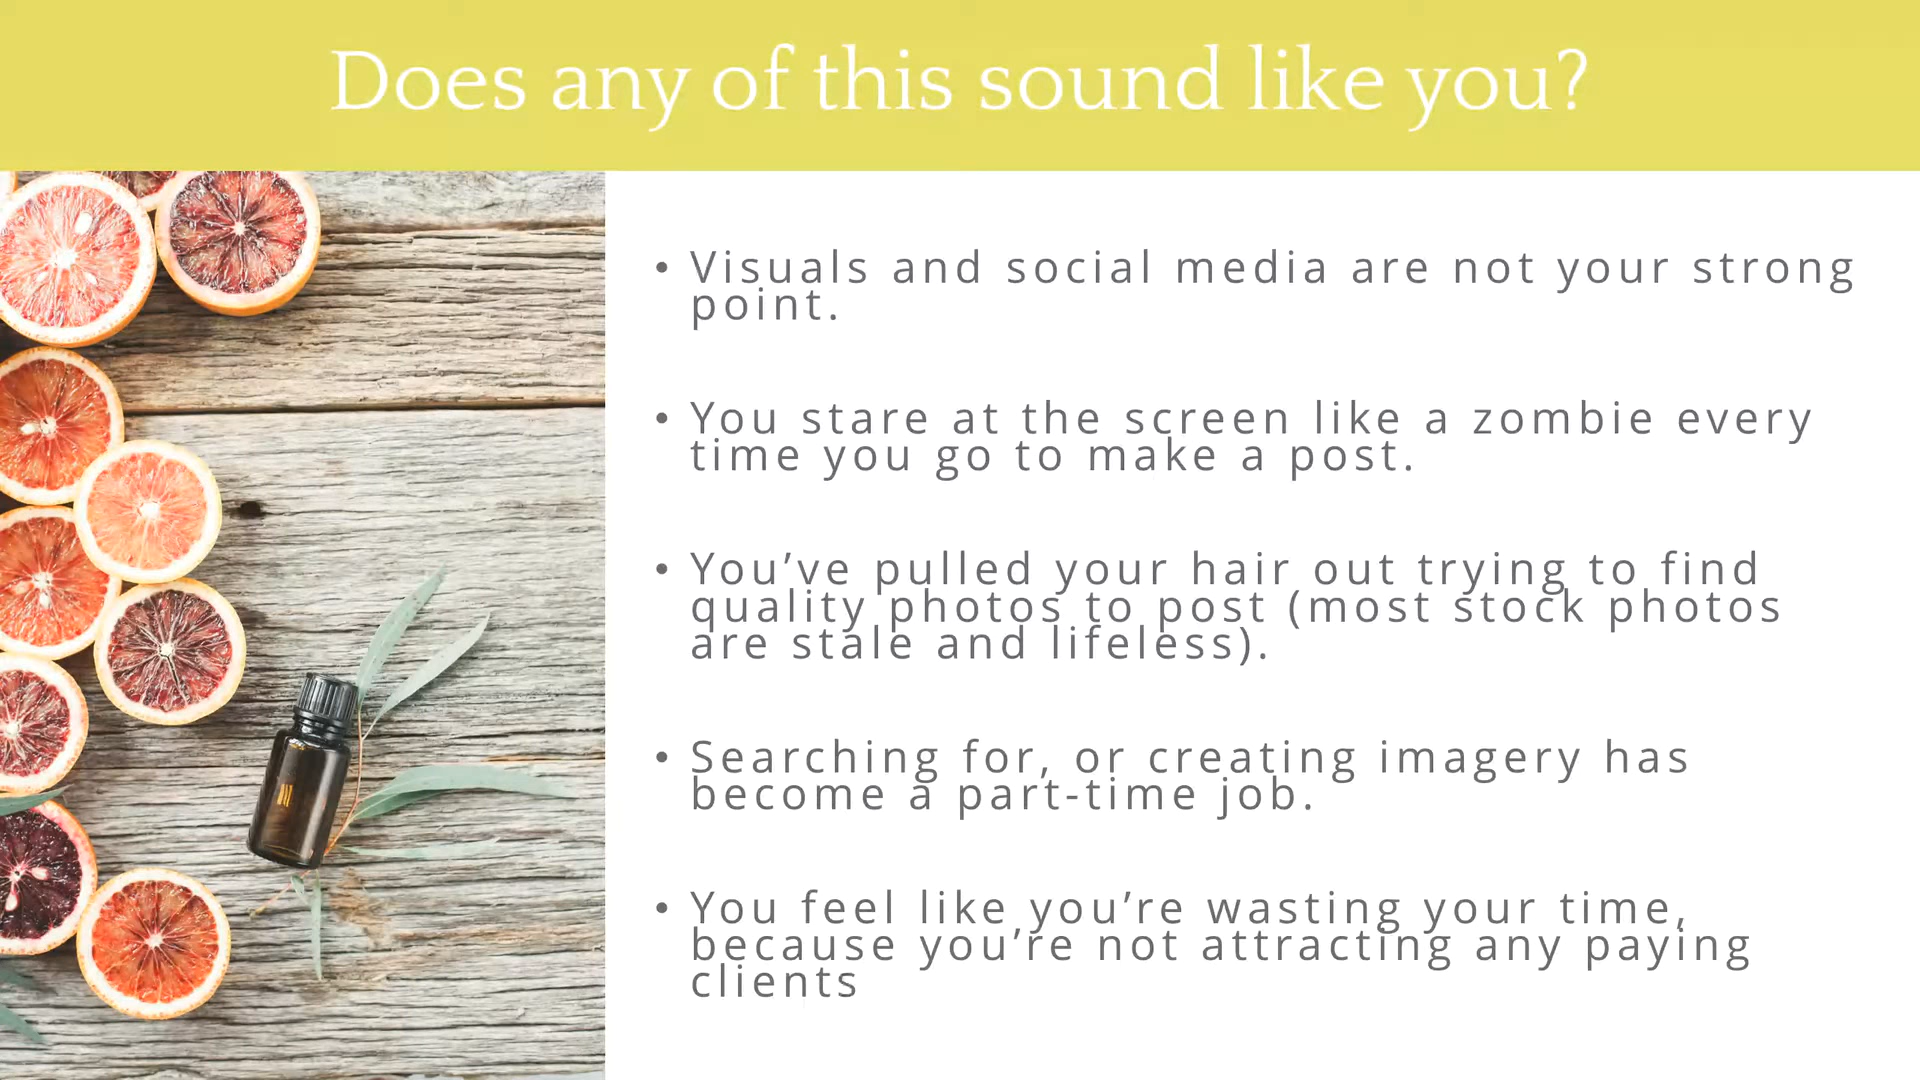 Does any of this sound like you?
• Visuals and social media are not your strong
point.
• You stare at the screen like a zombie every
time you go to make a post.
• You’ve pulled your hair out trying to find
quality photos to post (most stock photos
are stale and lifeless).
• Searching for, or creating imagery has
become a part-time job.
• You feel like you’re wasting your time,
because you’re not attracting any paying
clients